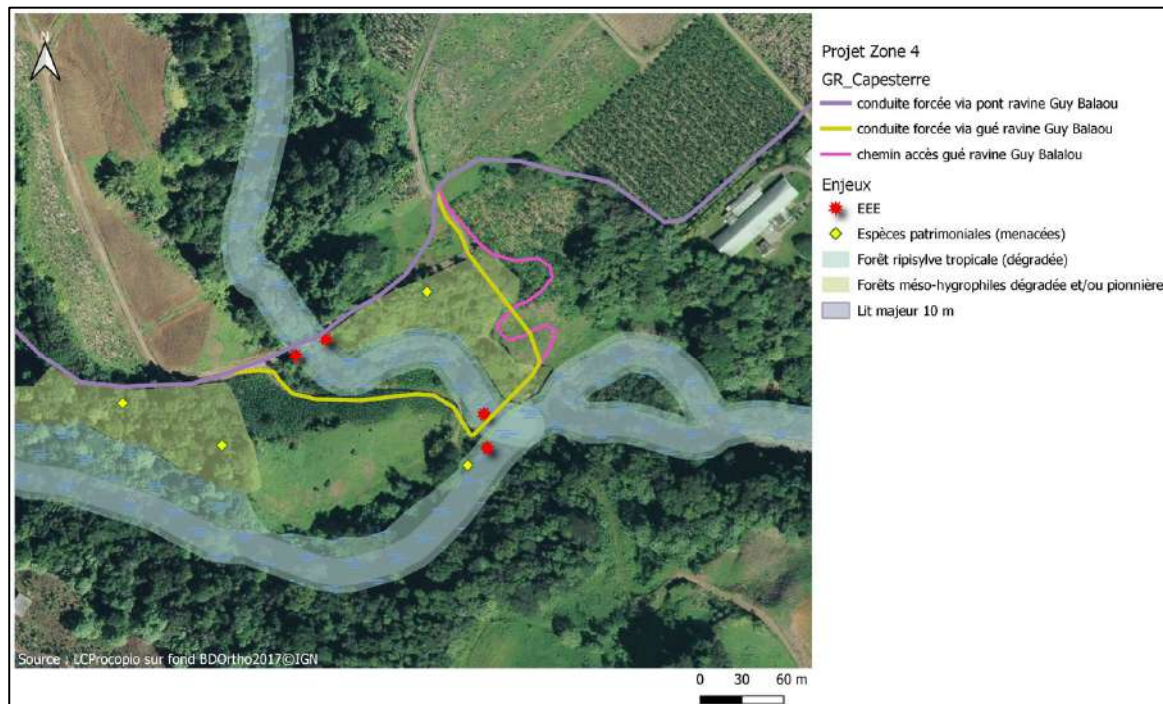 N
Projet Zone 4
GR_Capesterre
conduite forcée via pont ravine Guy Balaou
conduite forcée via gué ravine Guy Balaou
chemin accès gué ravine Guy Balalou
Enjeux
EEE
Espèces patrimoniales (menacées)
Forêt ripisylve tropicale (dégradée)
Forêts méso-hygrophiles dégradée et/ou pionnière
Lit majeur 10 m
Source : LCProcopio sur fond BDOrtho2017©IGN
0 30 60 m